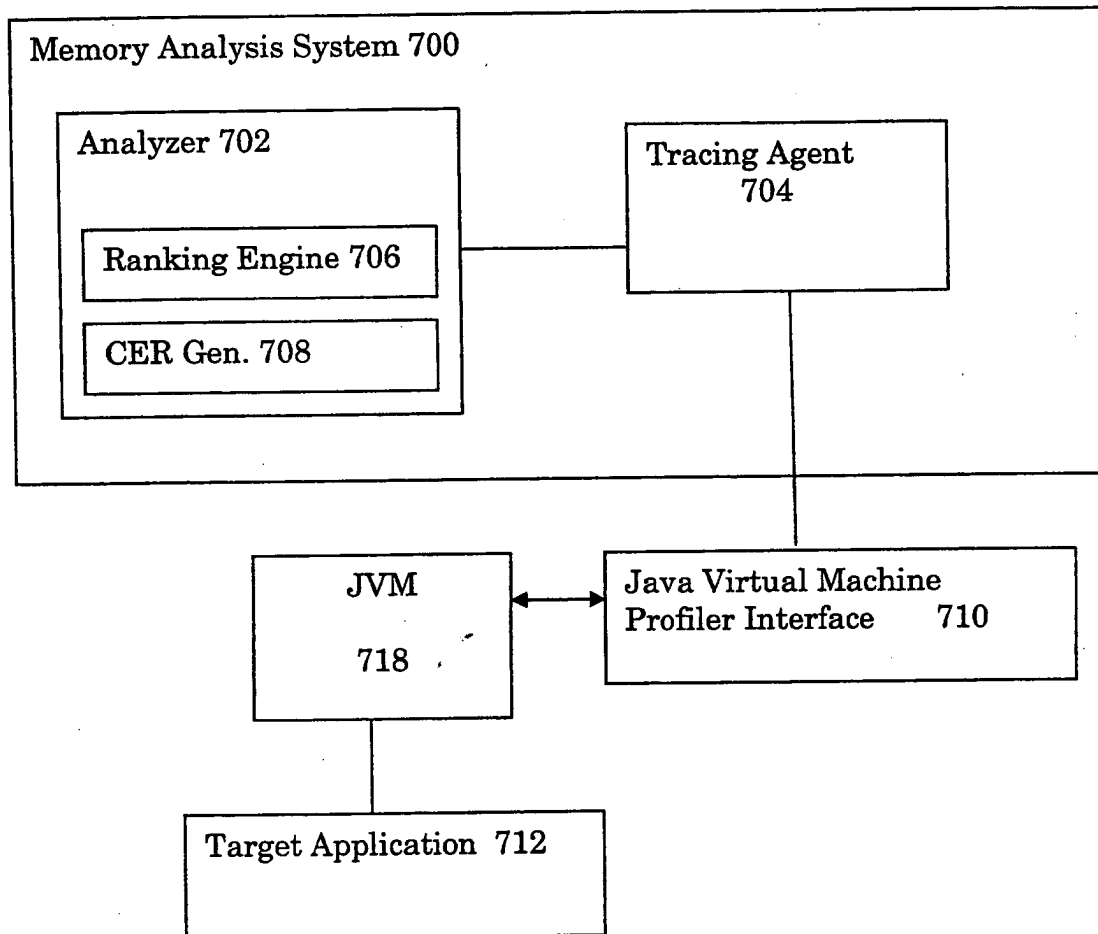 Memory Analysis System 700
Analyzer 702
Ranking Engine 706
CER Gen. 708
Tracing Agent
704
JVM
718
Java Virtual Machine
Profiler Interface 710
Target Application 712